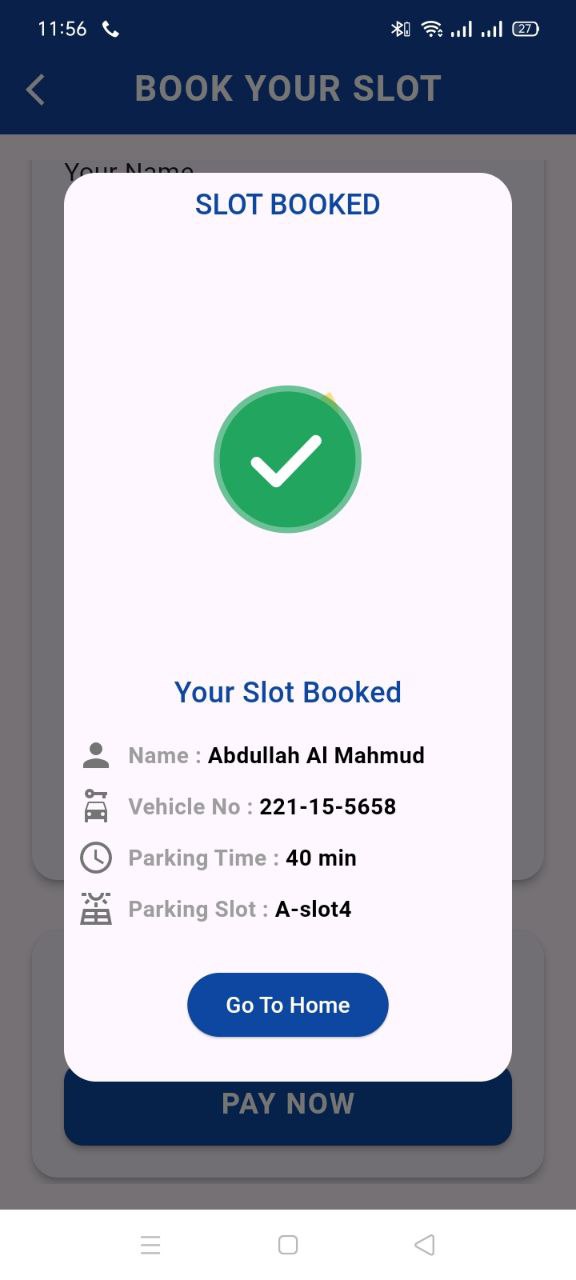 11:56
27
BOOK YOUR SLOT
Your Name
SLOT BOOKED
Your Slot Booked
Name : Abdullah Al Mahmud
Vehicle No : 221-15-5658
Parking Time : 40 min
Parking Slot : A-slot4
Go To Home
PAY NOW